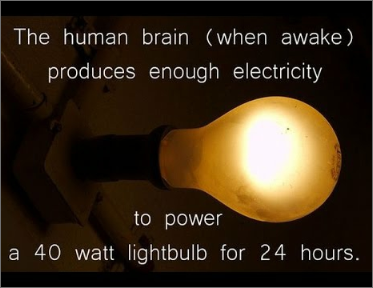 The human brain (when awake)
produces enough electricity
to power
a 40 watt lightbulb for 24 hours.